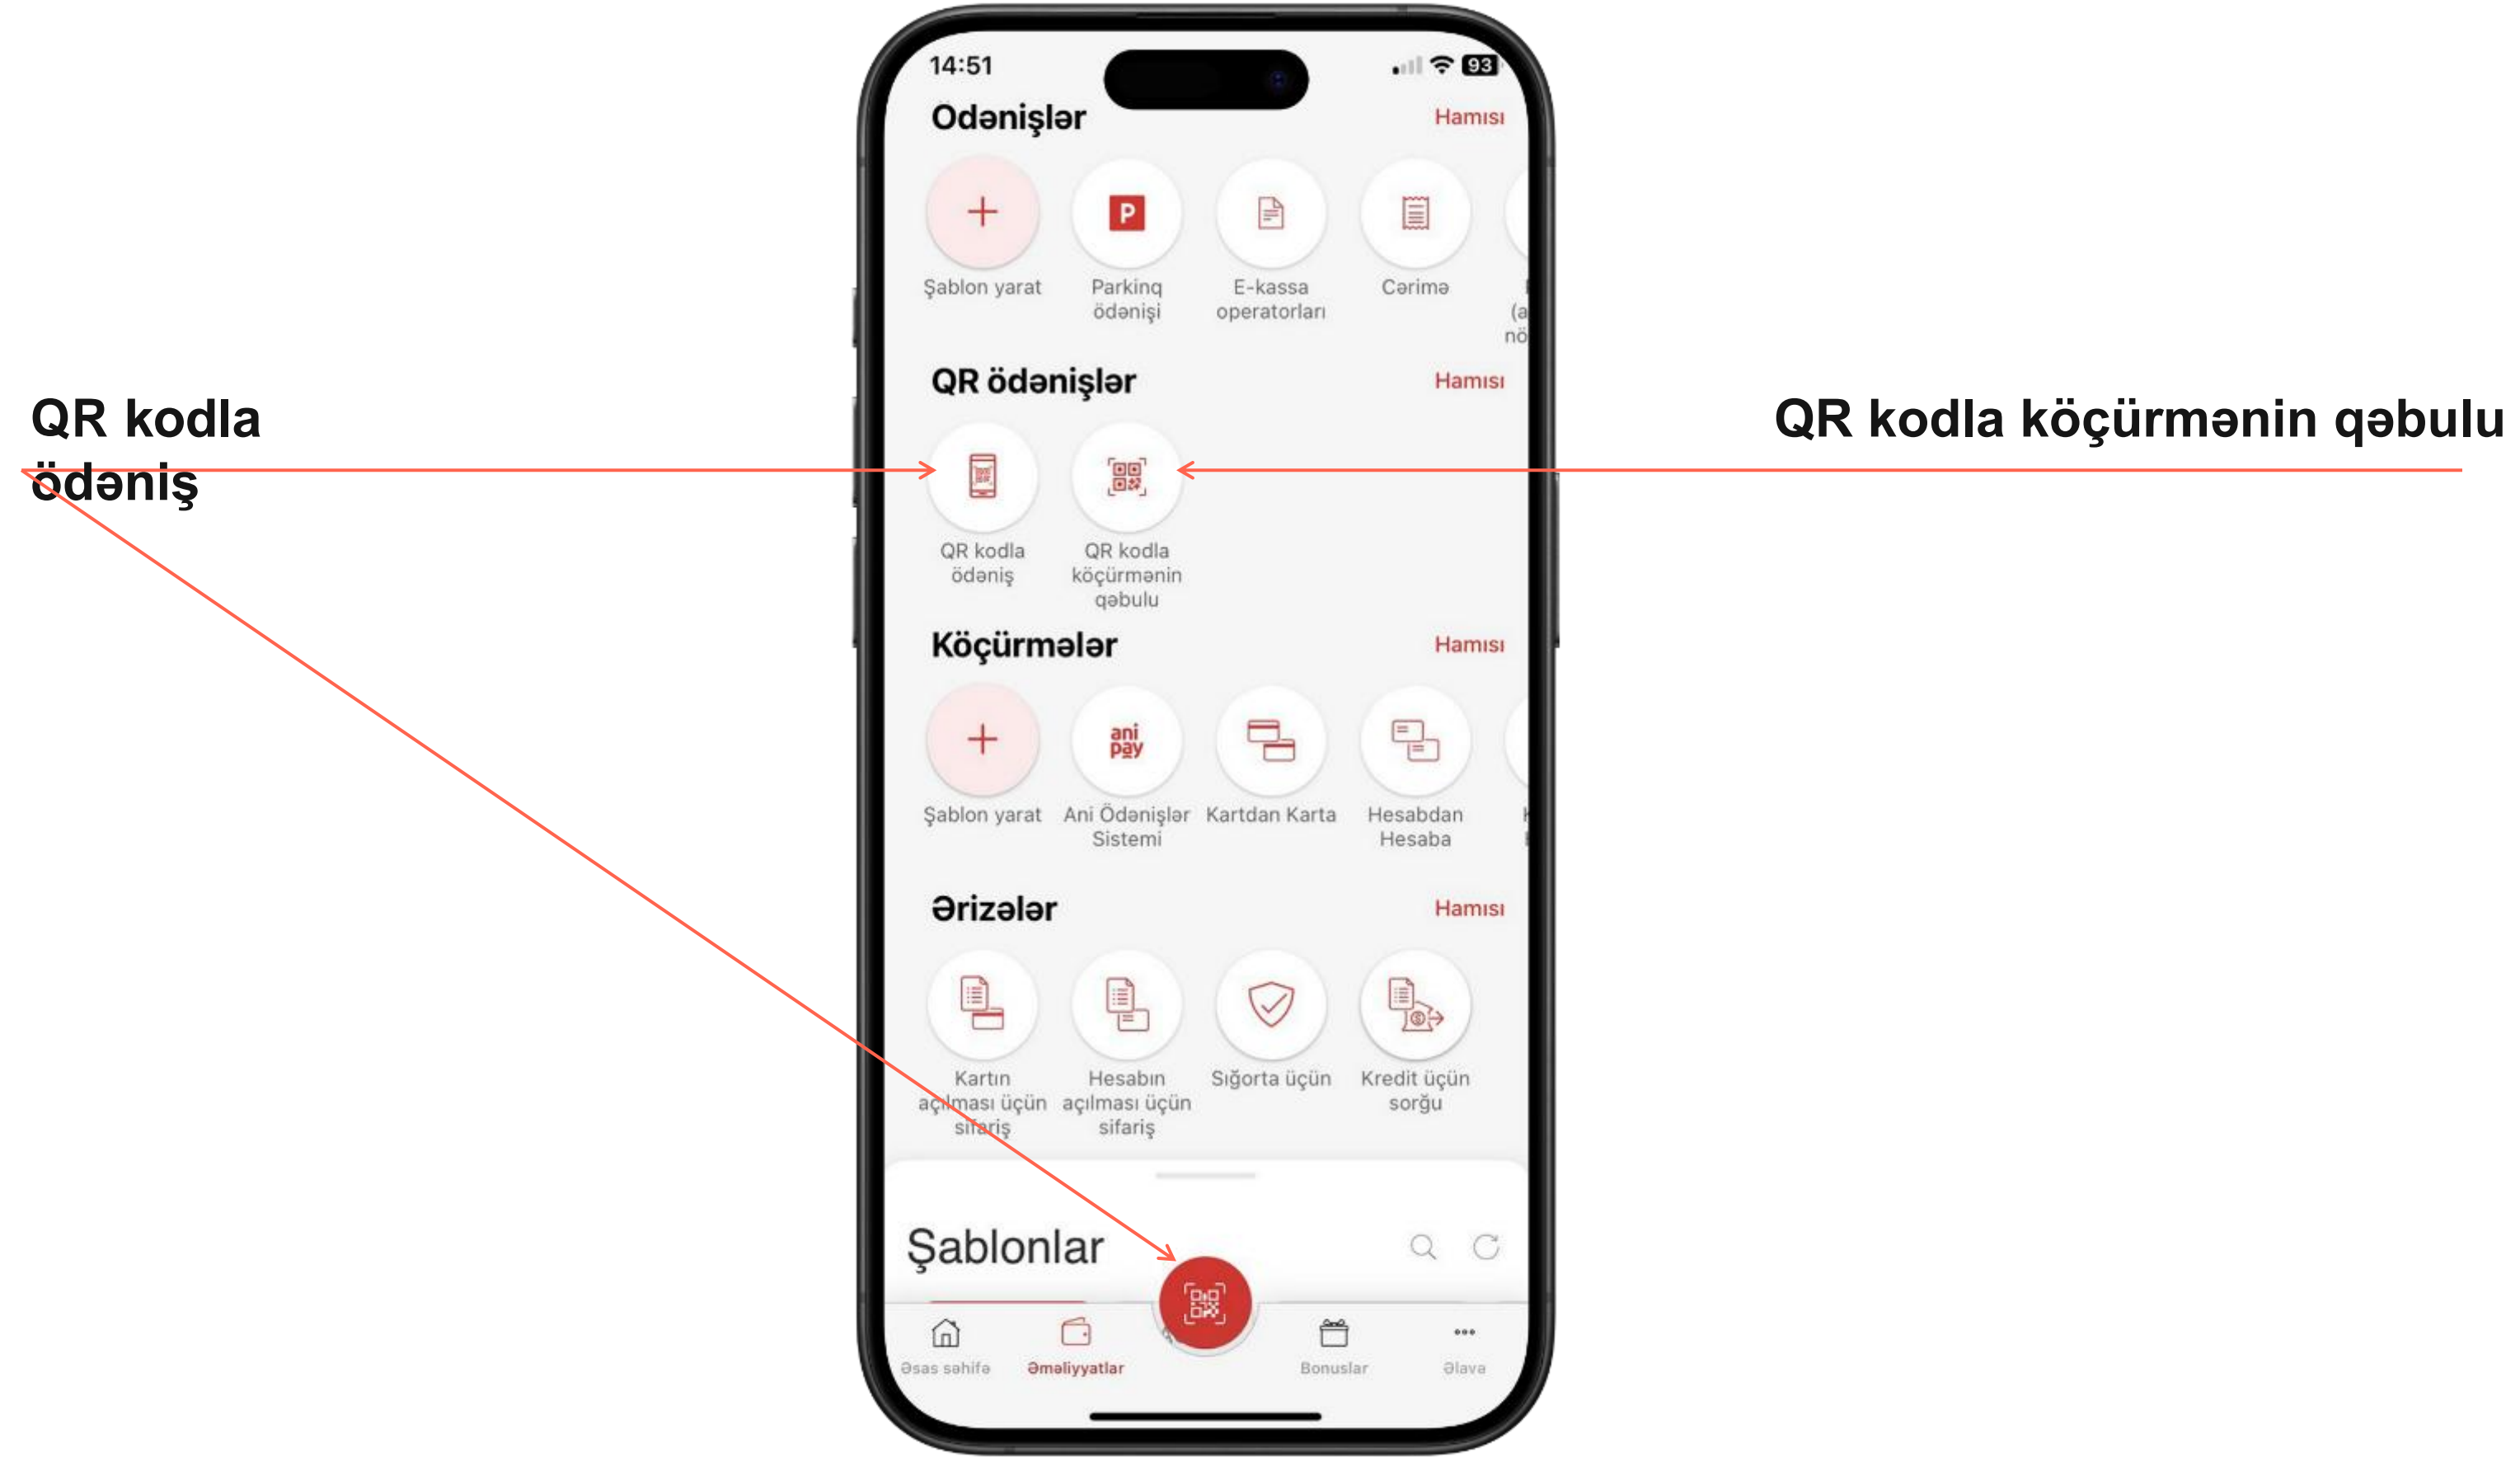 14:51
93
Ödənişlər
Hamısı
Şablon yarat
Parkinq
ödənişi
E-kassa
operatorları
Cərimə
(a
nö
QR ödənişlər
Hamısı
QR kodla
ödəniş
QR kodla köçürmənin qəbulu
QR kodla
ödəniş
QR kodla
köçürmənin
qəbulu
Köçürmələr
Hamısı
ani
pay
Şablon yarat
Ani Ödənişlər
Sistemi
Kartdan Karta
Hesabdan
Hesaba
Ərizələr
Hamısı
Kartın
açılması üçün
sifariş
Hesabın
açılması üçün
sifariş
Sığorta üçün
Kredit üçün
sorğu
Şablonlar
Əsas səhifə
Əməliyyatlar
Bonuslar
Əlavə